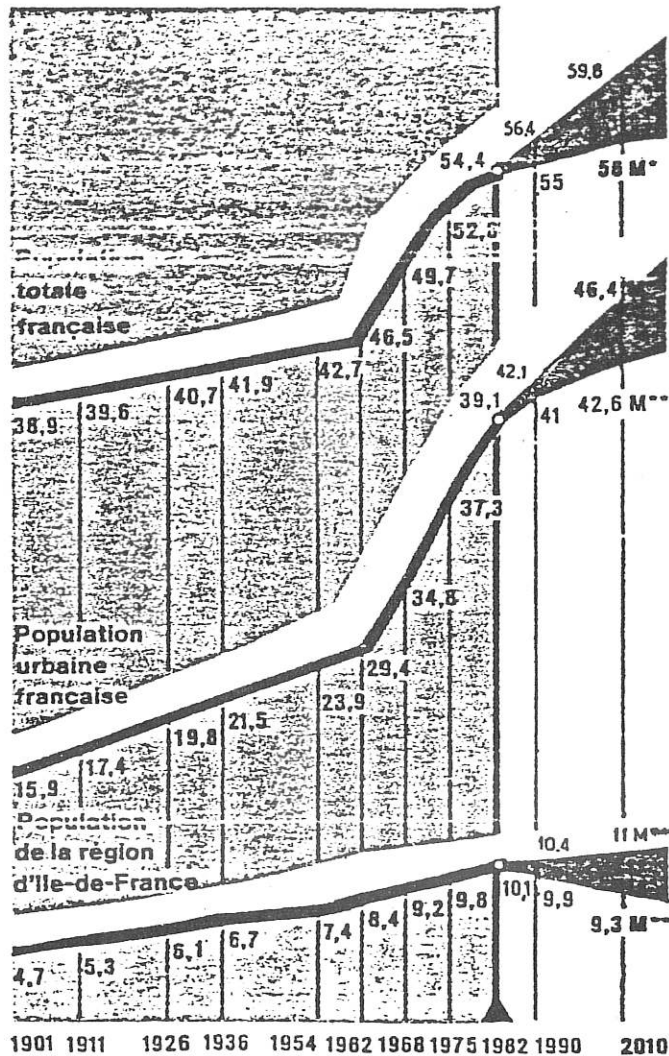 59,8
56,4
54,4
55
58 M*
52,6
49,7
46,5
42,7
41,9
40,7
39,6
38,9
Population
totale
française
46,4
42,1
39,1
41
42,6 M**
37,3
34,8
29,4
23,9
21,5
19,8
17,4
15,9
Population
urbaine
française
11 M***
10,4
10,1
9,9
9,3 M***
9,8
9,2
8,4
7,4
6,7
6,1
5,3
4,7
Population
de la région
d'Ile-de-France
1901 1911 1926 1936 1954 1962 1968 1975 1982 1990 2010